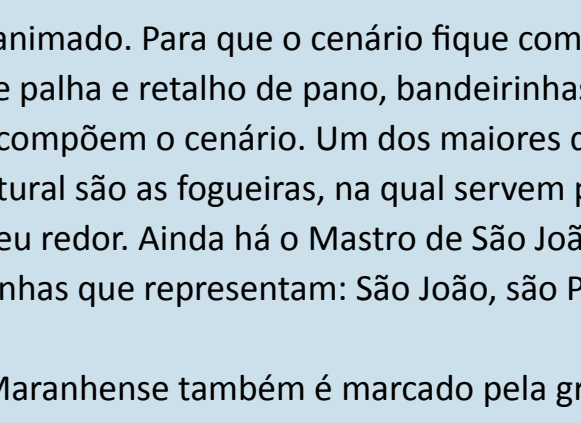 animado. Para que o cenário fique com
e palha e retalho de pano, bandeirinhas
compõem o cenário. Um dos maiores
tural são as fogueiras, na qual servem
eu redor. Ainda há o Mastro de São Joã
nhas que representam: São João, são P
Maranhense também é marcado pela gr